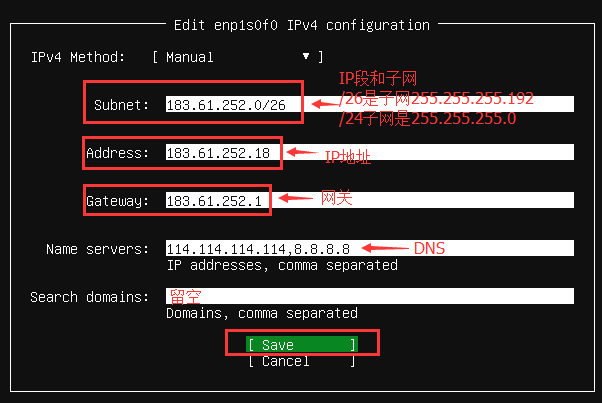 Edit enp1s0f0 IPv4 configuration
IPv4 Method: [ Manual ▼ ]
IP段和子网
/26是子网255.255.255.192
Subnet: 183.61.252.0/26
/24子网是255.255.255.0
Address: 183.61.252.18 IP地址
Gateway: 183.61.252.1 网关
Name servers: 114.114.114.114,8.8.8.8 DNS
IP addresses, comma separated
Search domains: 留空
Domains, comma separated
[ Save ]
[ Cancel ]